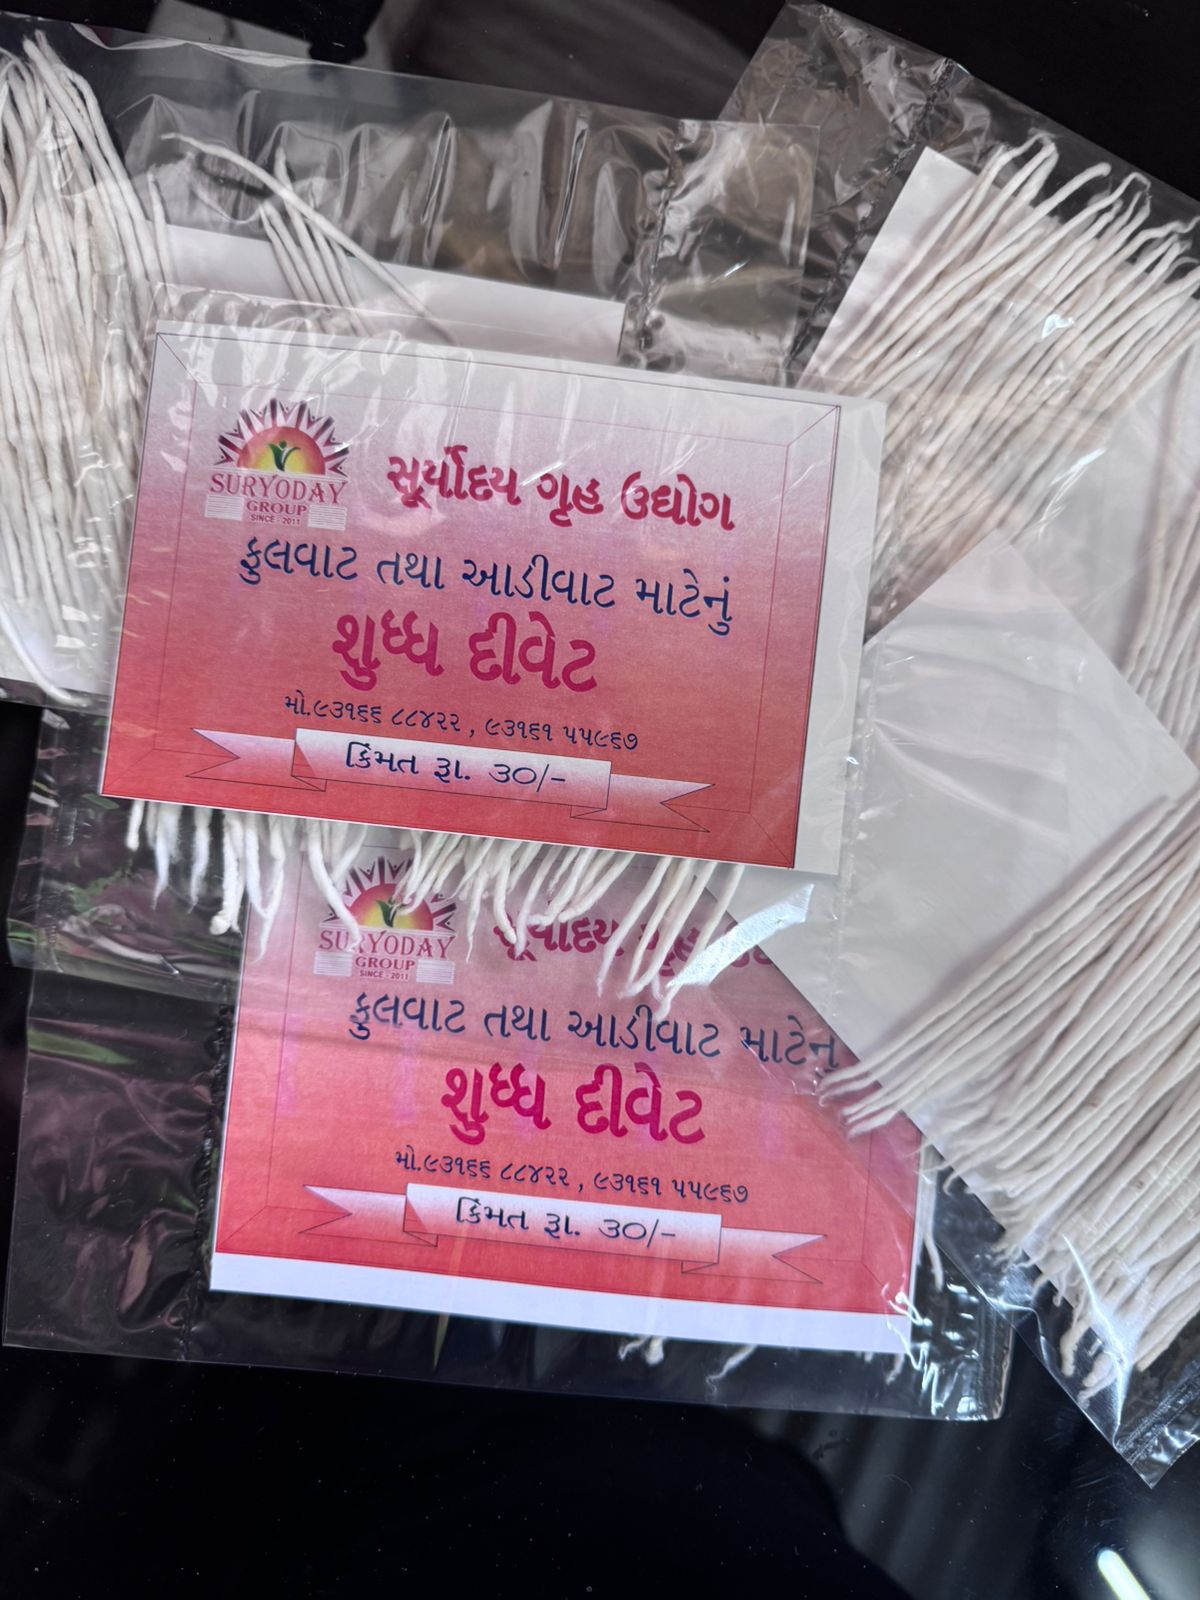 SURYODAY
GROUP
SINCE - 2011
સૂર્યોદય ગૃહ ઉદ્યોગ
ફુલવાટ તથા આડીવાટ માટેનું
શુધ્ધ દીવેટ
મો.૯૩૧૬૬ ૮૮૪૨૨ , ૯૩૧૬૧ ૫૫૯૬૭
કિંમત રૂા. ૩૦/-
SURYODAY
GROUP
SINCE - 2011
સૂર્યોદય ગૃહ
ફુલવાટ તથા આડીવાટ માટેનુ
શુધ્ધ દીવેટ
મો.૯૩૧૬૬ ૮૮૪૨૨ , ૯૩૧૬૧ ૫૫૯૬૭
કિંમત રૂા. ૩૦/-